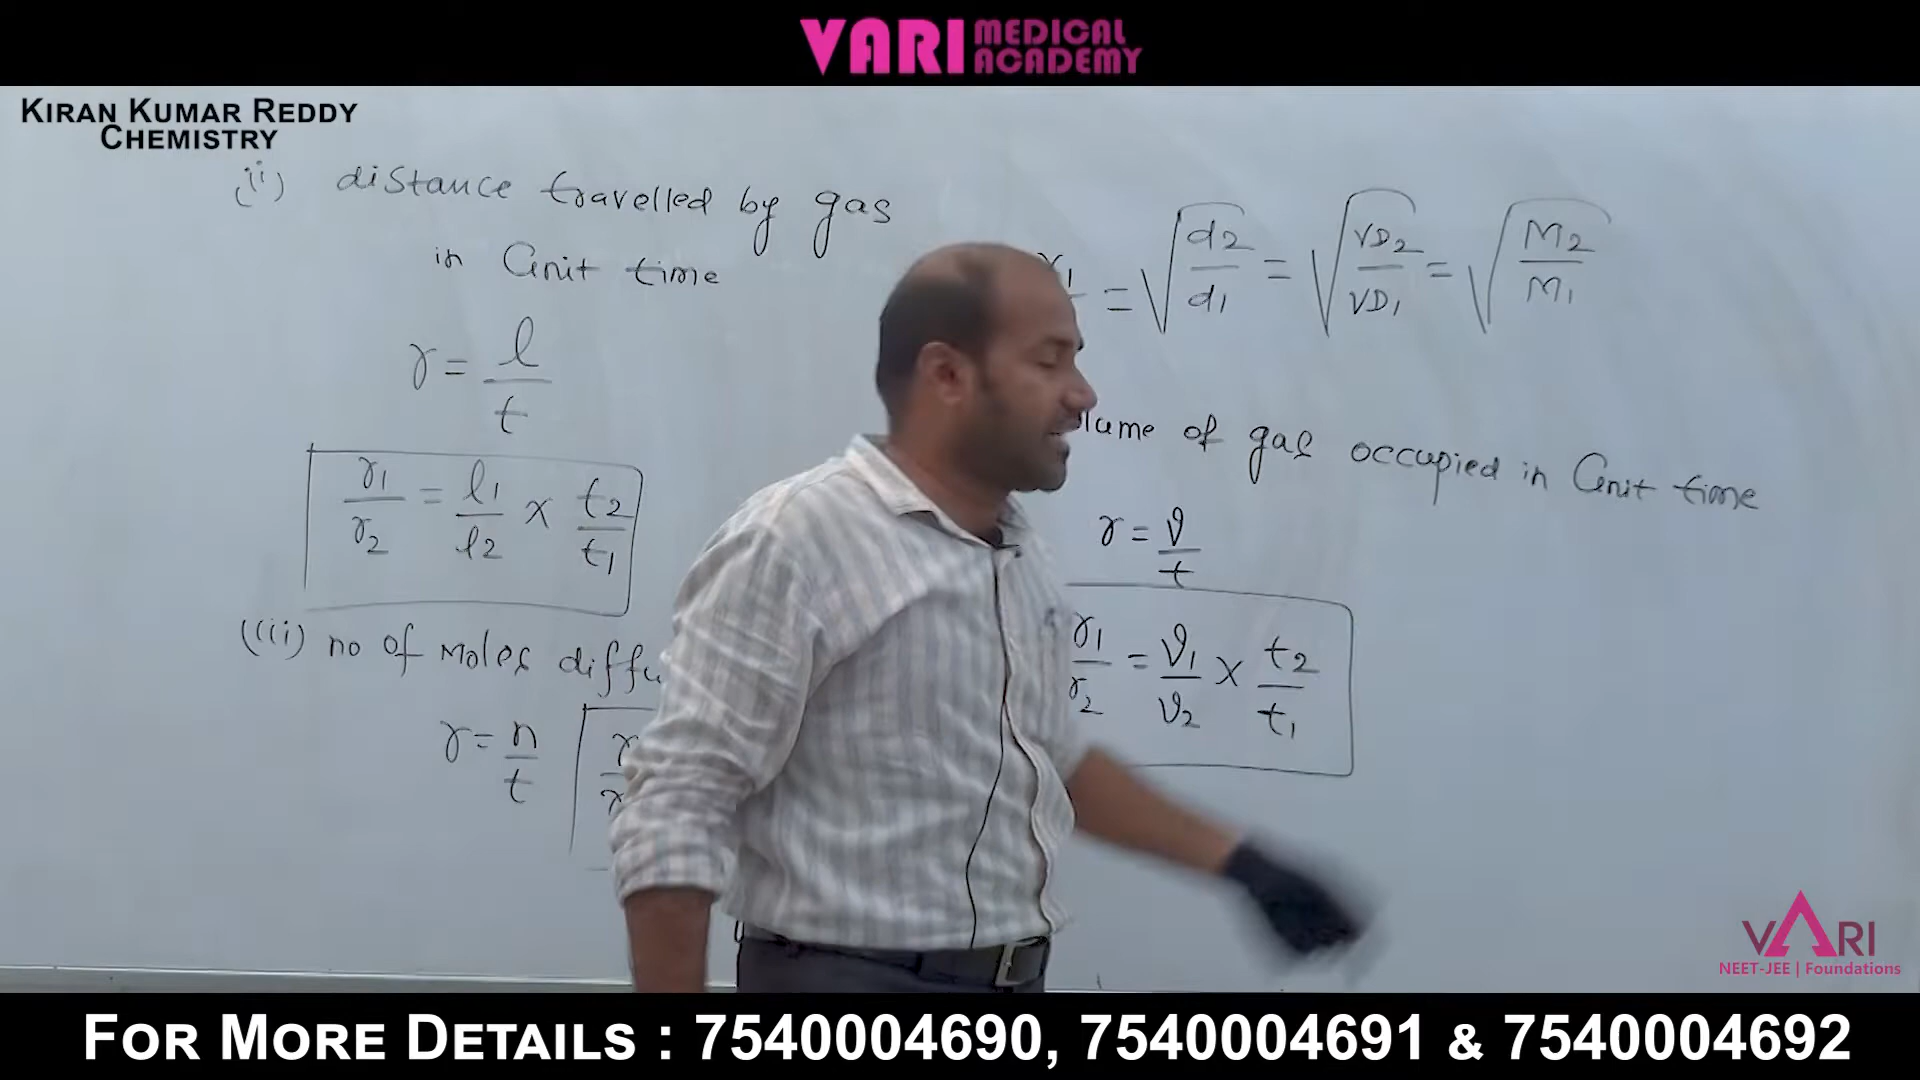 VARI MEDICAL ACADEMY
KIRAN KUMAR REDDY
CHEMISTRY
(ii) distance travelled by gas
in Unit time
r = l/t
r1/r2 = l1/l2 x t2/t1
(iii) no of moles
r = n/t
= √(d2/d1) = √(VD2/VD1) = √(M2/M1)
of gas occupied in Unit time
r = V/t
r1/r2 = V1/V2 x t2/t1
VARI
NEET-JEE | Foundations
FOR MORE DETAILS : 7540004690, 7540004691 & 7540004692